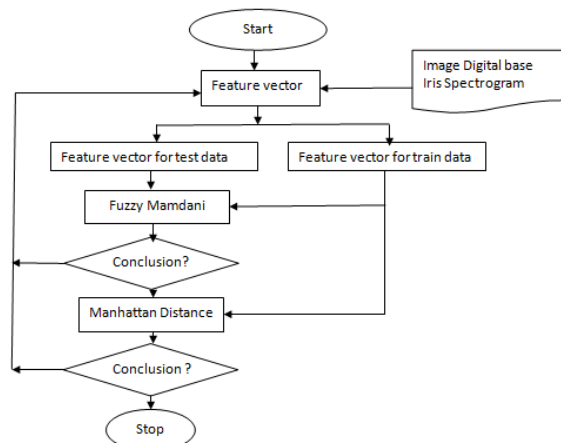 Start
Image Digital base
Iris Spectrogram
Feature vector
Feature vector for test data
Feature vector for train data
Fuzzy Mamdani
Conclusion?
Manhattan Distance
Conclusion ?
Stop